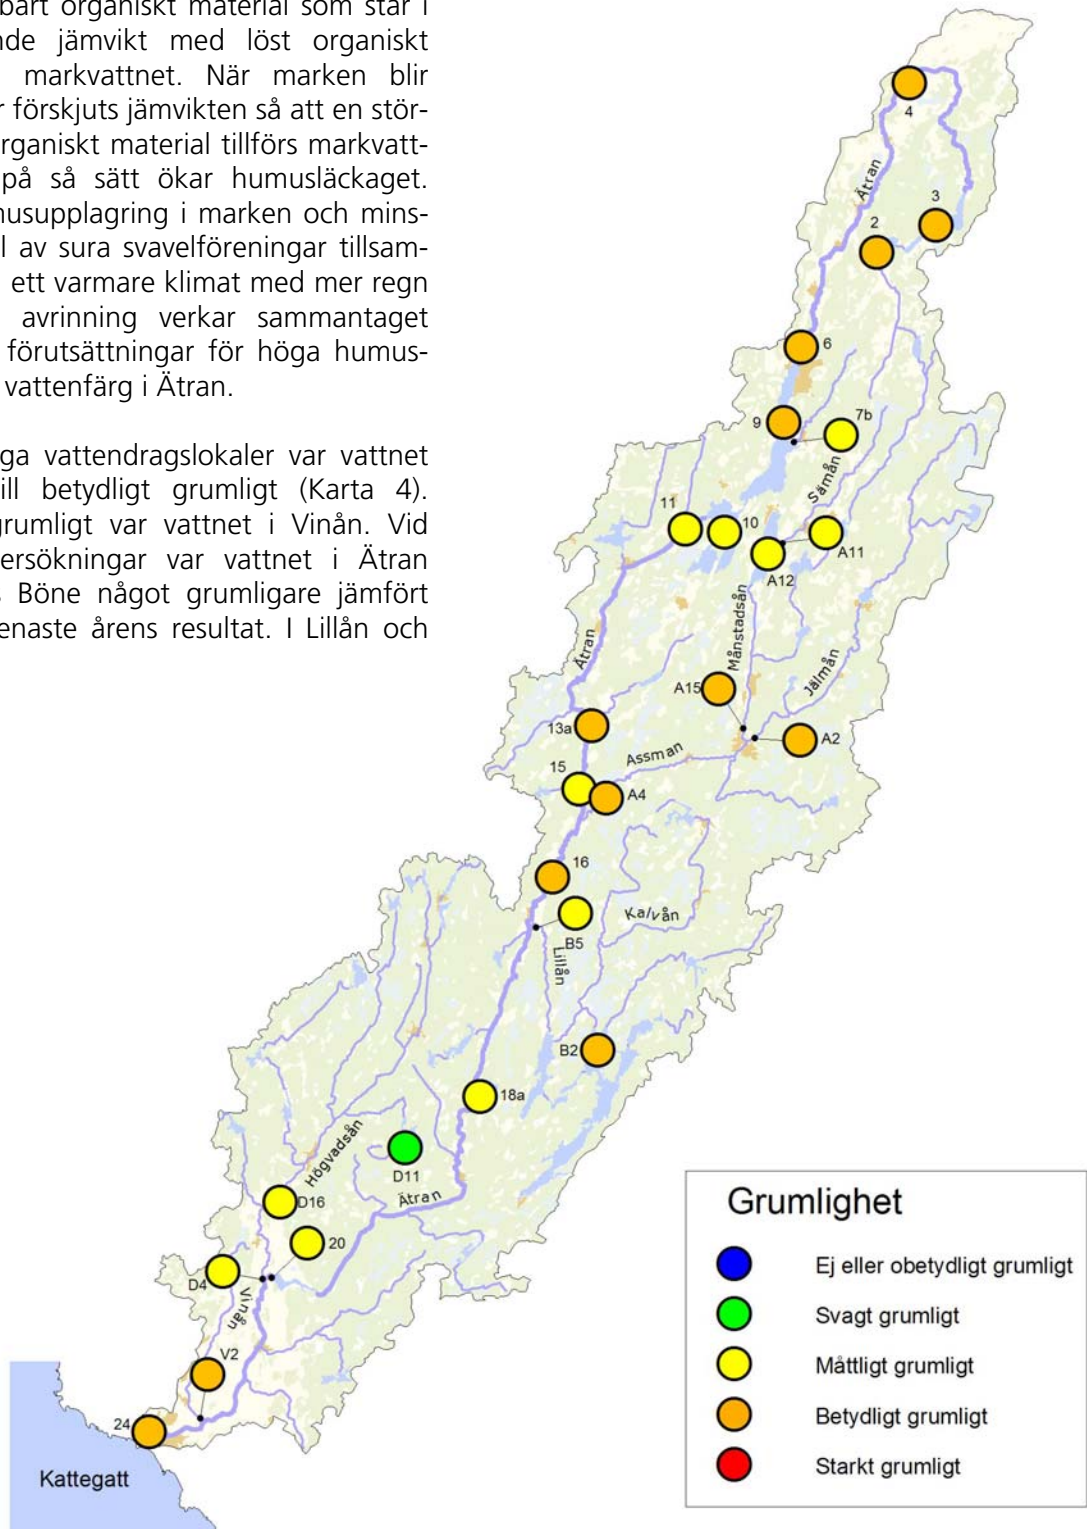 bart organiskt material som står i
nde jämvikt med löst organiskt
markvattnet. När marken blir
r förskjuts jämvikten så att en stör-
organiskt material tillförs markvatt-
på så sätt ökar humusläckaget.
nusupplagring i marken och mins-
l av sura svavelföreningar tillsam-
ett varmare klimat med mer regn
avrinning verkar sammantaget
förutsättningar för höga humus-
vattenfärg i Ätran.
ga vattendragslokaler var vattnet
ill betydligt grumligt (Karta 4).
grumligt var vattnet i Vinån. Vid
ersökningar var vattnet i Ätran
s Böne något grumligare jämfört
enaste årens resultat. I Lillån och
4
Ätran
3
2
6
9
7b
Sämån
11
10
A11
A12
Månstadsån
Ätran
Jälmån
A15
13a
A2
Assman
15
A4
16
Kalvån
B5
Lillån
B2
18a
Högvadsån
D11
Ätran
D16
20
D4
Vinån
V2
24
Kattegatt
Grumlighet
Ej eller obetydligt grumligt
Svagt grumligt
Måttligt grumligt
Betydligt grumligt
Starkt grumligt